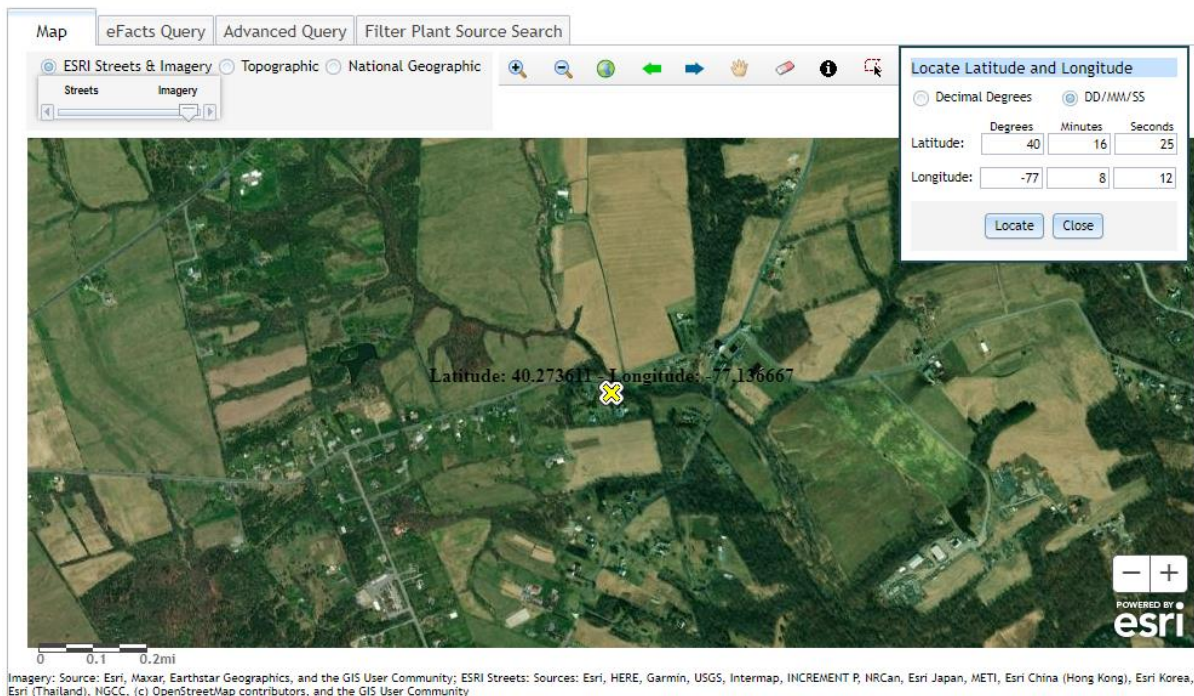 Map eFacts Query Advanced Query Filter Plant Source Search
ESRI Streets & Imagery Topographic National Geographic
Streets Imagery
Locate Latitude and Longitude
Decimal Degrees DD/MM/SS
Degrees Minutes Seconds
Latitude: 40 16 25
Longitude: -77 8 12
Locate Close
Latitude: 40.273611 - Longitude: -77.136667
POWERED BY
esri
0 0.1 0.2mi
Imagery: Source: Esri, Maxar, Earthstar Geographics, and the GIS User Community; ESRI Streets: Sources: Esri, HERE, Garmin, USGS, Intermap, INCREMENT P, NRCan, Esri Japan, METI, Esri China (Hong Kong), Esri Korea,
Esri (Thailand), NGCC, (c) OpenStreetMap contributors, and the GIS User Community